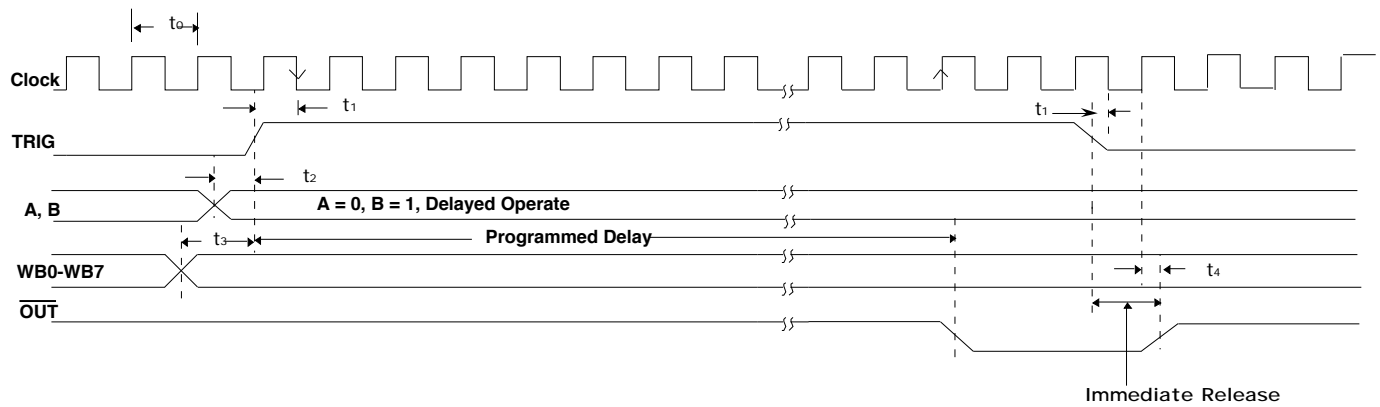 t0
Clock
t1
t1
TRIG
t2
A, B
A = 0, B = 1, Delayed Operate
t3
Programmed Delay
WB0-WB7
t4
OUT
Immediate Release